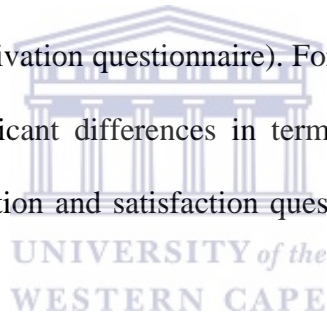 ivation questionnaire). For
icant differences in term
tion and satisfaction ques
UNIVERSITY of the
WESTERN CAPE